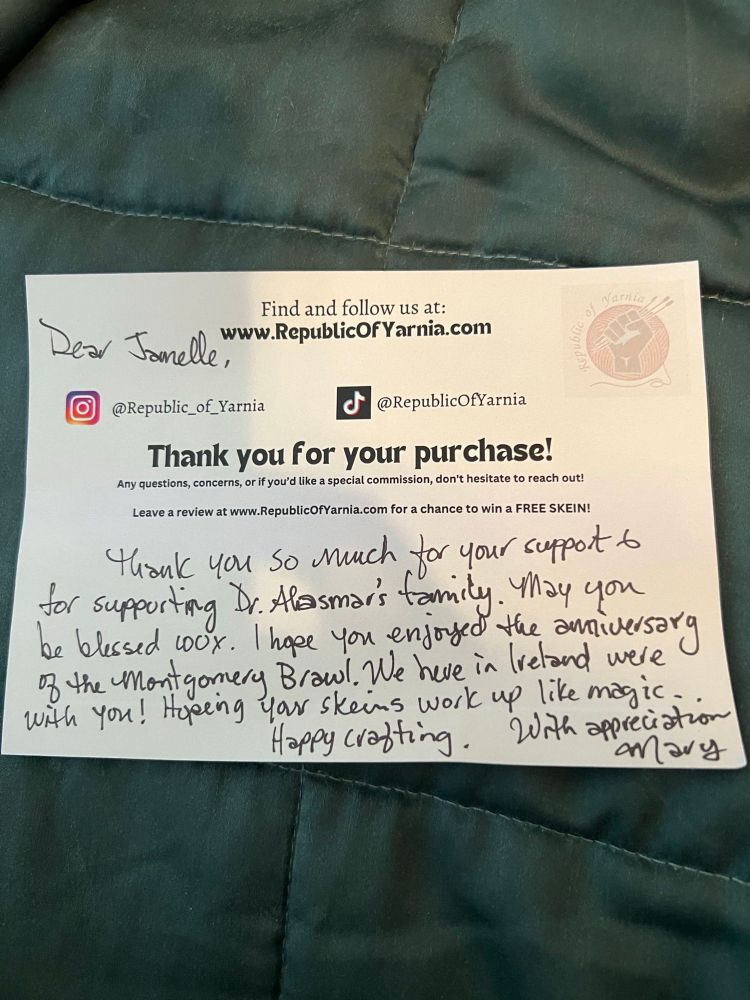 Find and follow us at:
www.RepublicOfYarnia.com
Republic of Yarnia
Dear Jamelle,
@Republic_of_Yarnia
@RepublicOfYarnia
Thank you for your purchase!
Any questions, concerns, or if you'd like a special commission, don't hesitate to reach out!
Leave a review at www.RepublicOfYarnia.com for a chance to win a FREE SKEIN!
Thank you so much for your support &
for supporting Dr. Alasmar's family. May you
be blessed 100x. I hope you enjoyed the anniversary
of the Montgomery Brawl. We here in Ireland were
with you! Hoping your skeins work up like magic.
Happy crafting. With appreciation
Mary